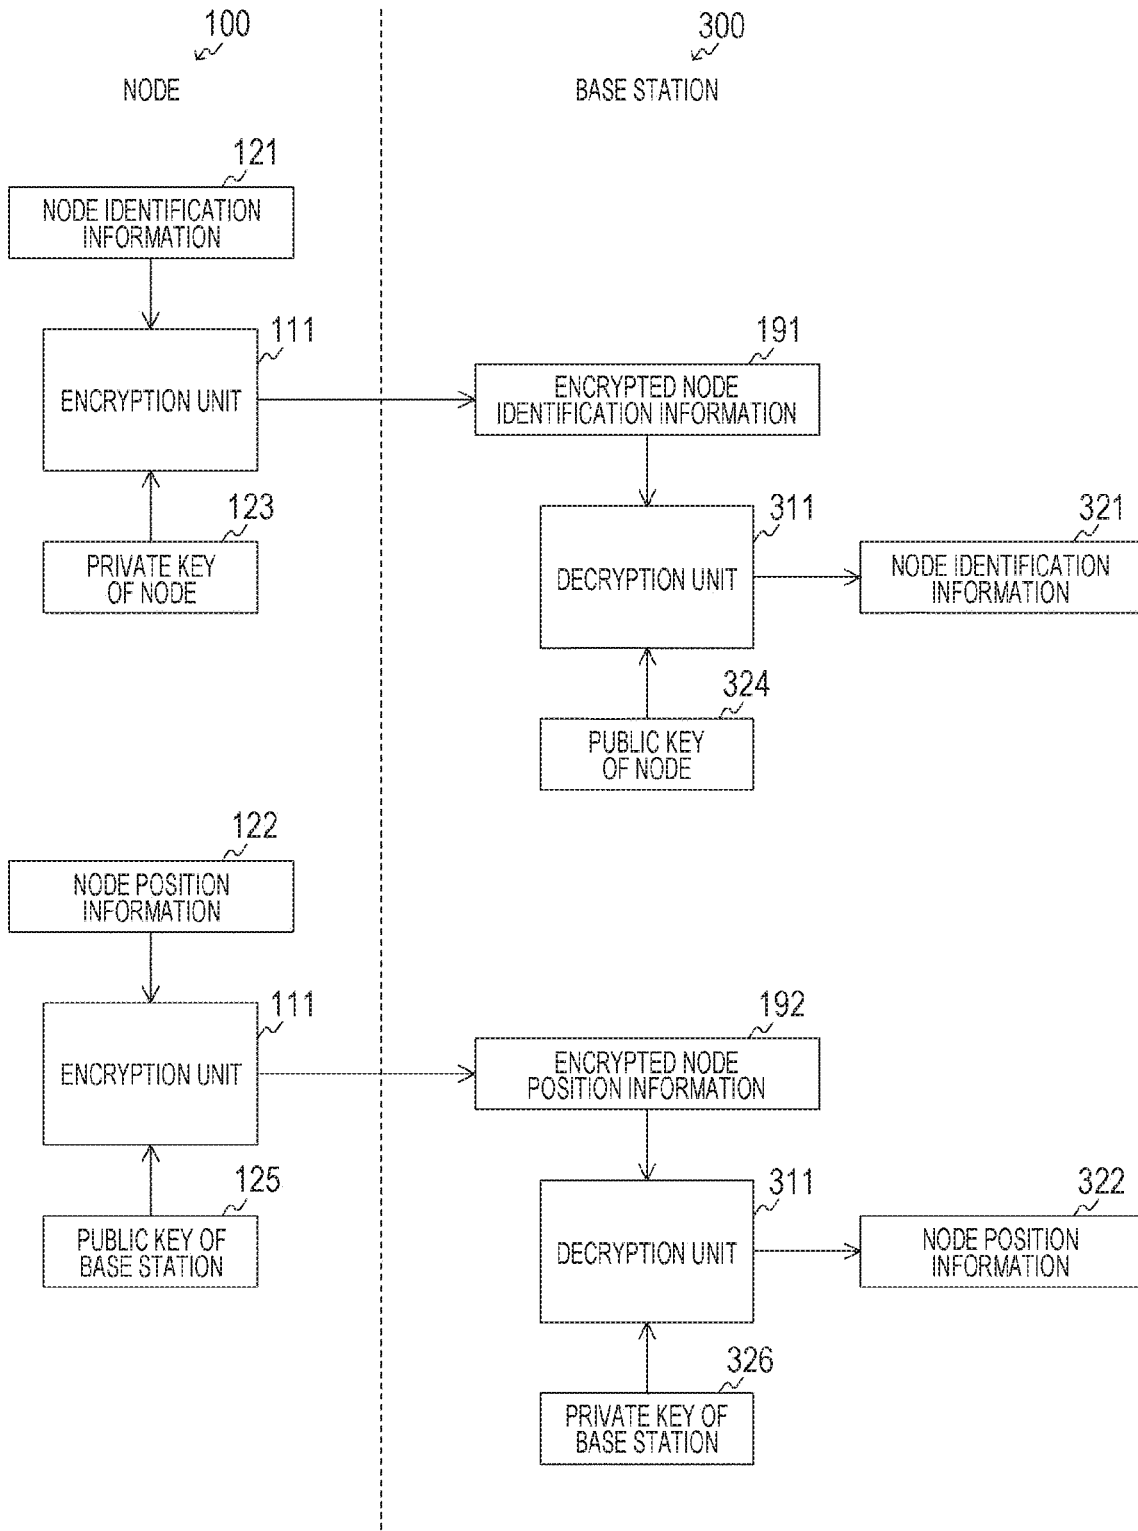 100
NODE
300
BASE STATION
121
NODE IDENTIFICATION
INFORMATION
111
ENCRYPTION UNIT
191
ENCRYPTED NODE
IDENTIFICATION INFORMATION
123
PRIVATE KEY
OF NODE
311
DECRYPTION UNIT
321
NODE IDENTIFICATION
INFORMATION
324
PUBLIC KEY
OF NODE
122
NODE POSITION
INFORMATION
111
ENCRYPTION UNIT
192
ENCRYPTED NODE
POSITION INFORMATION
125
PUBLIC KEY OF
BASE STATION
311
DECRYPTION UNIT
322
NODE POSITION
INFORMATION
326
PRIVATE KEY OF
BASE STATION